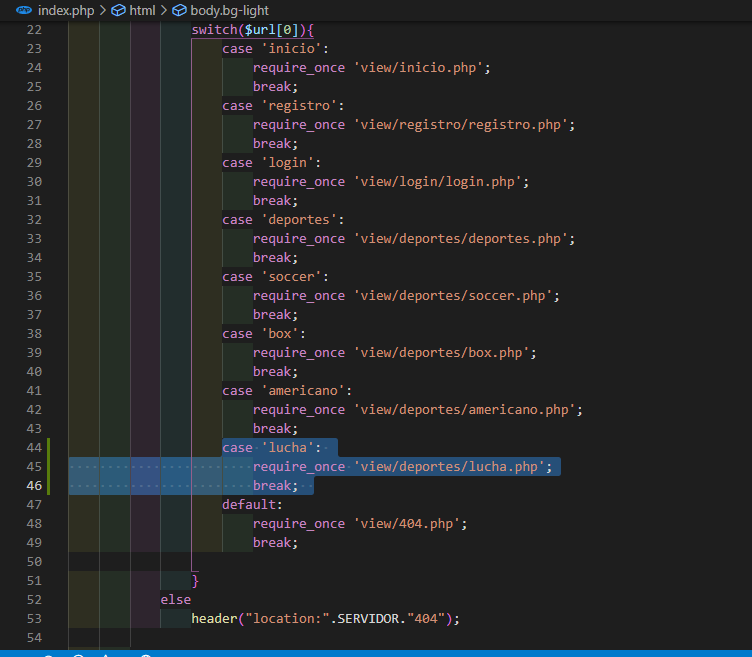 index.php > html > body.bg-light
22 switch($url[0]){
23 case 'inicio':
24 require_once 'view/inicio.php';
25 break;
26 case 'registro':
27 require_once 'view/registro/registro.php';
28 break;
29 case 'login':
30 require_once 'view/login/login.php';
31 break;
32 case 'deportes':
33 require_once 'view/deportes/deportes.php';
34 break;
35 case 'soccer':
36 require_once 'view/deportes/soccer.php';
37 break;
38 case 'box':
39 require_once 'view/deportes/box.php';
40 break;
41 case 'americano':
42 require_once 'view/deportes/americano.php';
43 break;
44 case 'lucha':
45 require_once 'view/deportes/lucha.php';
46 break;
47 default:
48 require_once 'view/404.php';
49 break;
50
51 }
52 else
53 header("location:".SERVIDOR."404");
54